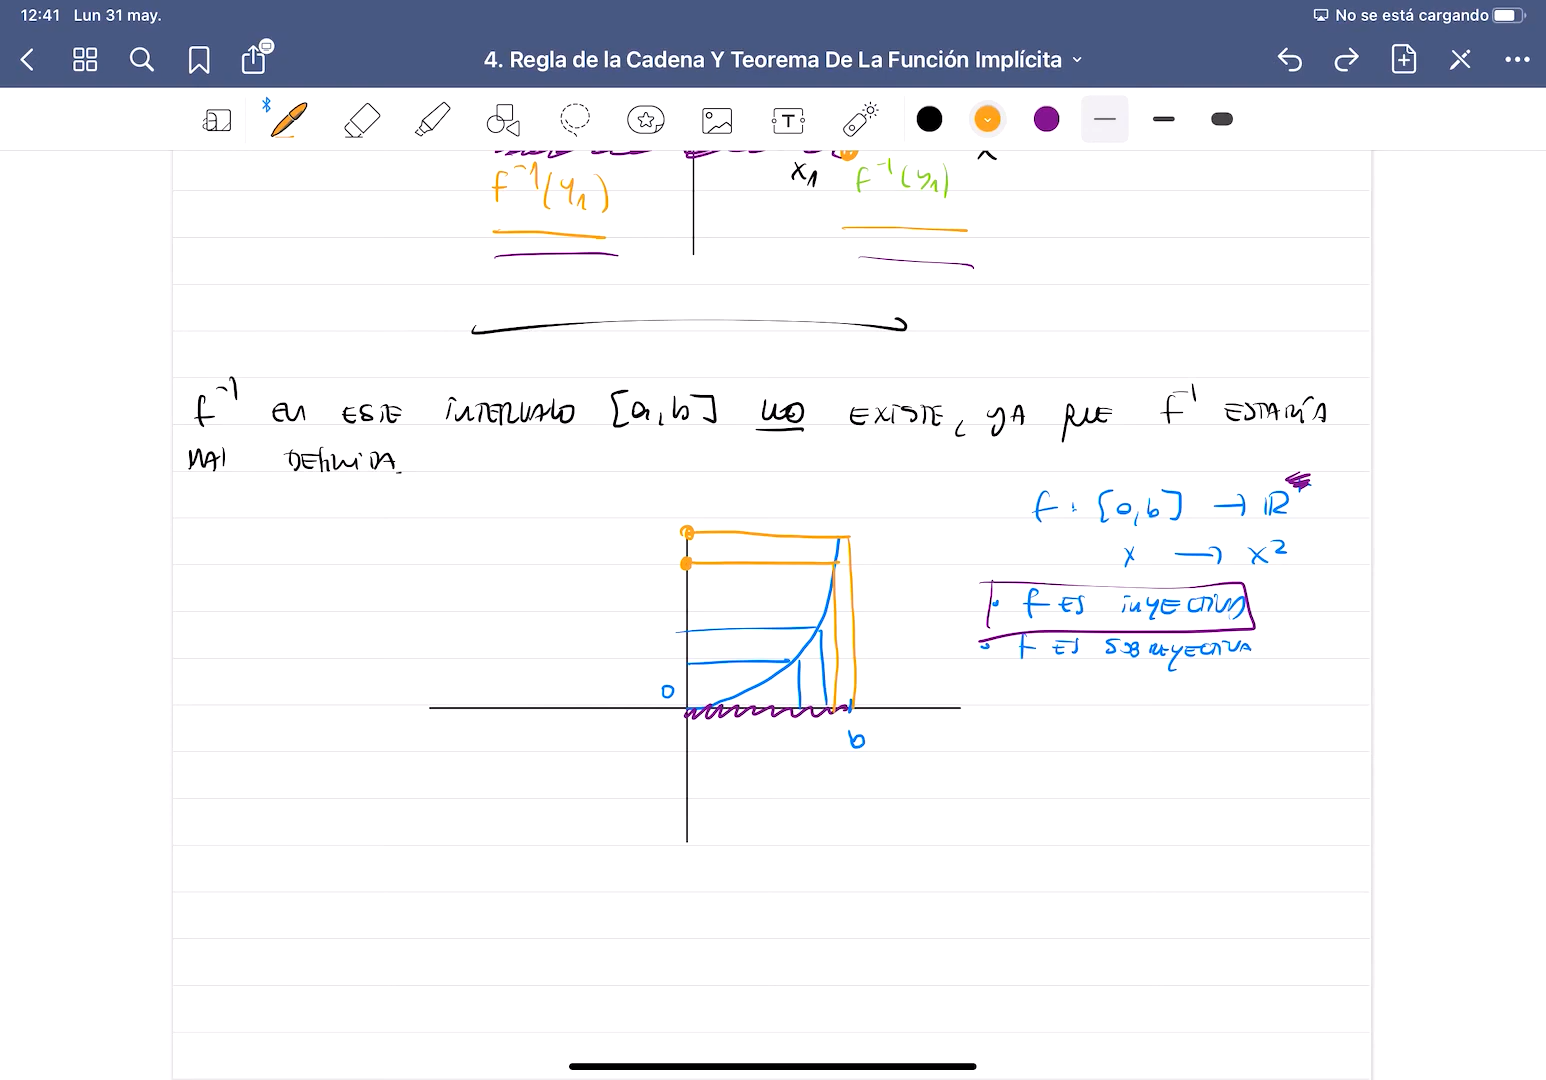 12:41 Lun 31 may. No se está cargando
4. Regla de la Cadena Y Teorema De La Función Implícita
x₁ x
f⁻¹(y₁) f⁻¹(y₁)
f⁻¹ EN ESTE INTERVALO [a,b] NO EXISTE, YA QUE f⁻¹ ESTARÍA
MAL DEFINIDA.
f : [0,b] → ℝ
x → x²
• f ES INYECTIVA
• f ES SOBREYECTIVA
0
b